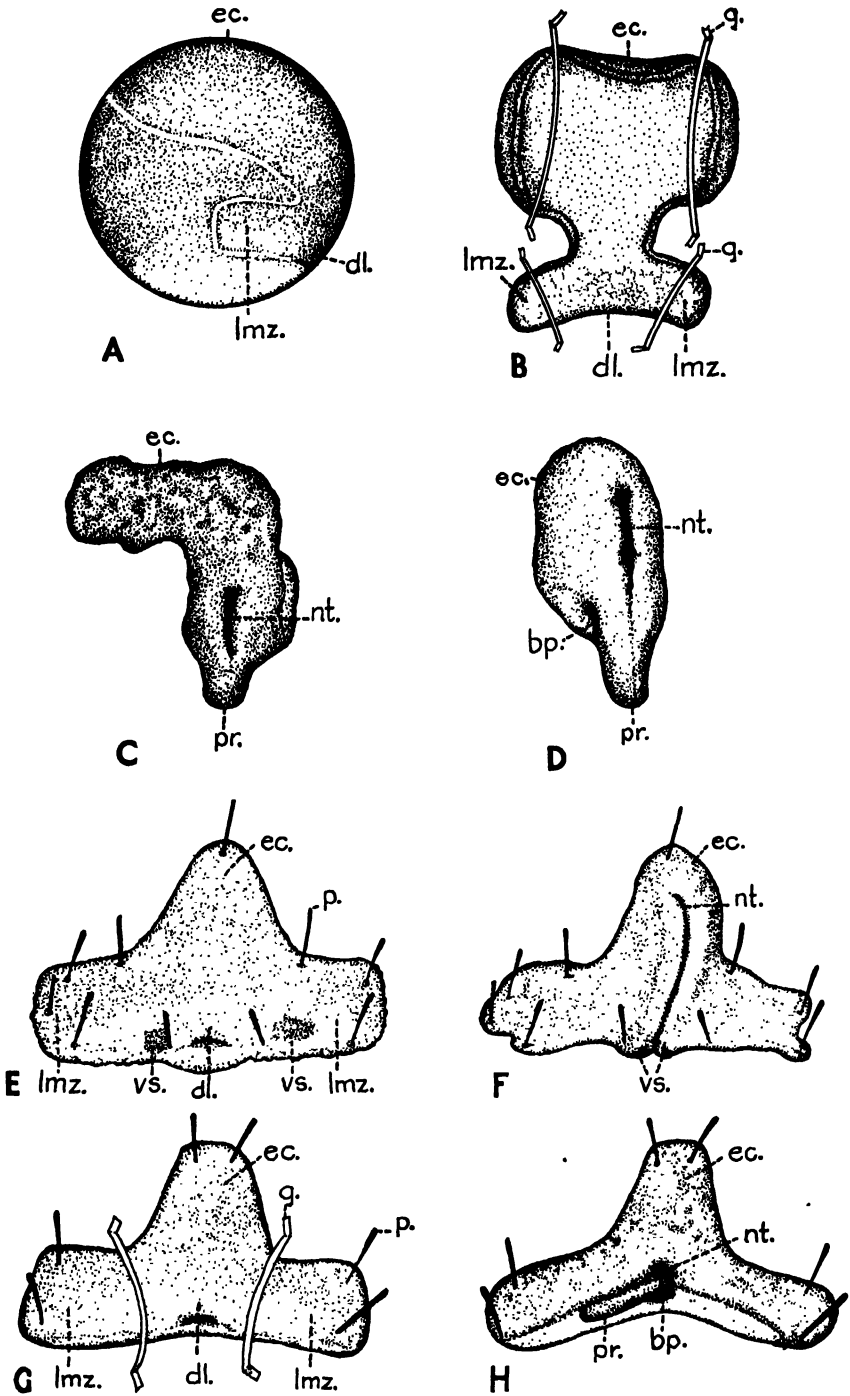 ec.
dl.
lmz.
A
ec.
g.
g.
lmz.
dl.
lmz.
B
ec.
nt.
pr.
C
ec.
nt.
bp.
pr.
D
ec.
p.
lmz.
vs.
dl.
vs.
lmz.
E
ec.
nt.
vs.
F
ec.
g.
p.
lmz.
dl.
lmz.
G
ec.
nt.
pr.
bp.
H